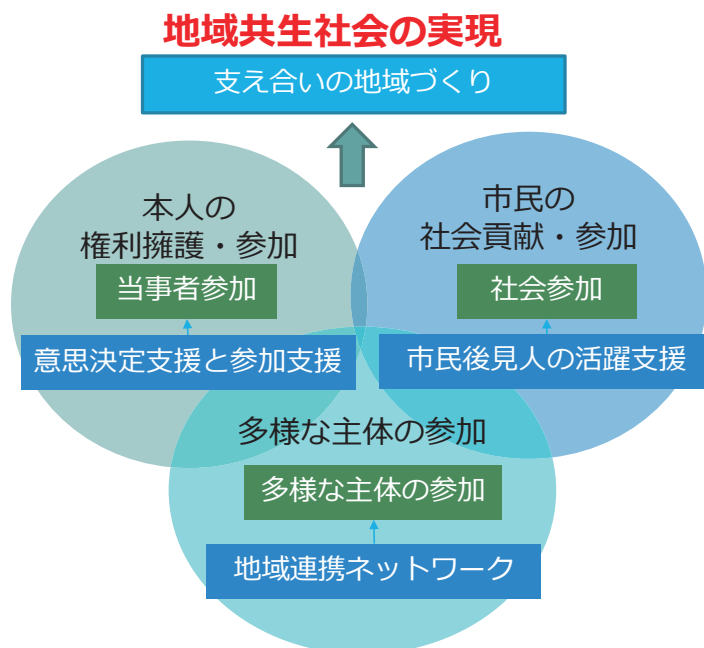 地域共生社会の実現
支え合いの地域づくり
本人の
権利擁護・参加
当事者参加
意思決定支援と参加支援
市民の
社会貢献・参加
社会参加
市民後見人の活躍支援
多様な主体の参加
多様な主体の参加
地域連携ネットワーク